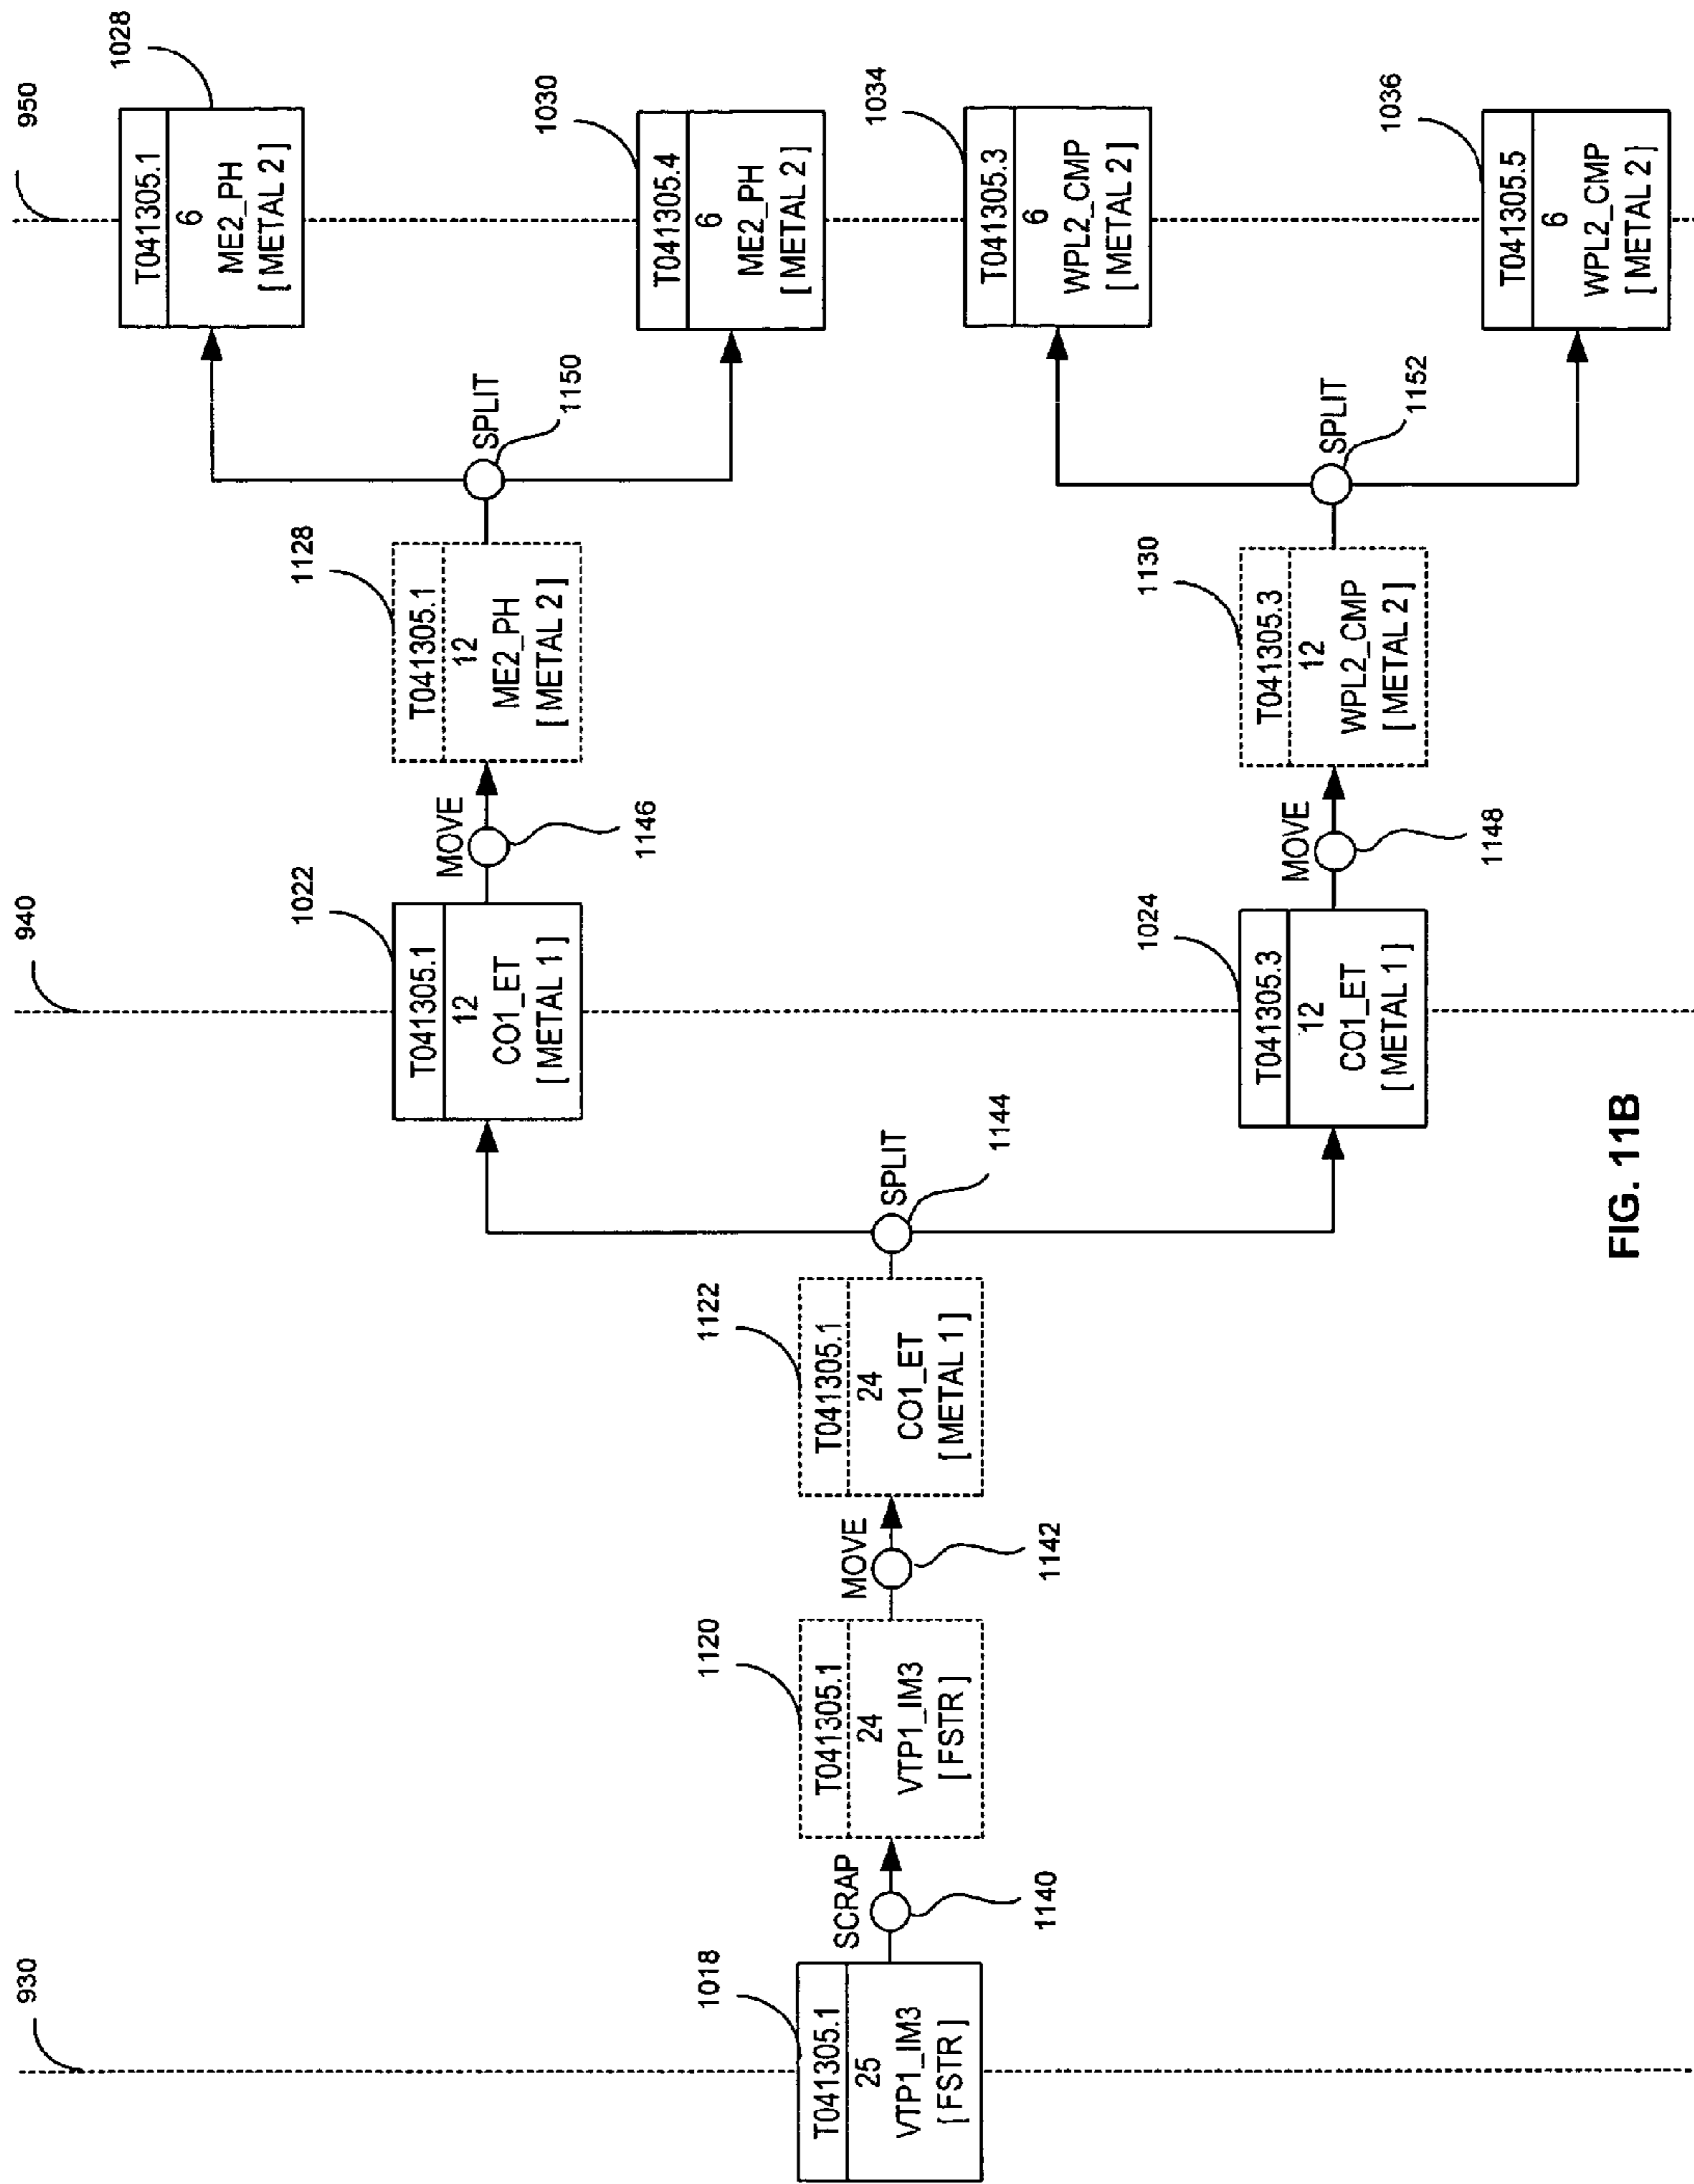 930
940
950
1018
T041305.1
25
VTP1_IM3
[ FSTR ]
SCRAP
1140
1120
T041305.1
24
VTP1_IM3
[ FSTR ]
MOVE
1142
1122
T041305.1
24
CO1_ET
[ METAL 1 ]
SPLIT
1144
1022
T041305.1
12
CO1_ET
[ METAL 1 ]
MOVE
1146
1128
T041305.1
12
ME2_PH
[ METAL 2 ]
SPLIT
1150
1028
T041305.1
6
ME2_PH
[ METAL 2 ]
1030
T041305.4
6
ME2_PH
[ METAL 2 ]
1024
T041305.3
12
CO1_ET
[ METAL 1 ]
MOVE
1148
1130
T041305.3
12
WPL2_CMP
[ METAL 2 ]
SPLIT
1152
1034
T041305.3
6
WPL2_CMP
[ METAL 2 ]
1036
T041305.5
6
WPL2_CMP
[ METAL 2 ]
FIG. 11B